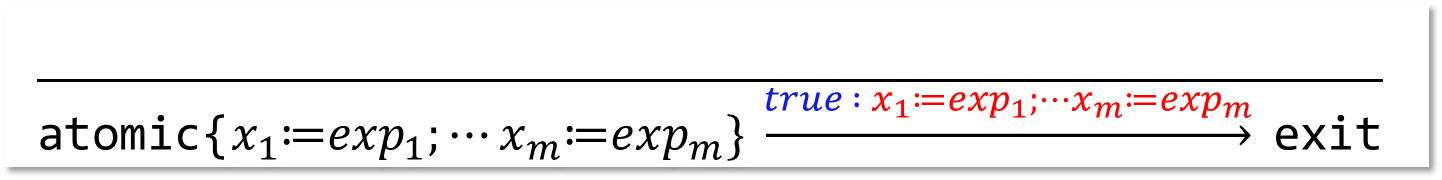 true : x₁:=exp₁;⋯xₘ:=expₘ
atomic{x₁:=exp₁;⋯ xₘ:=expₘ} ⟶ exit